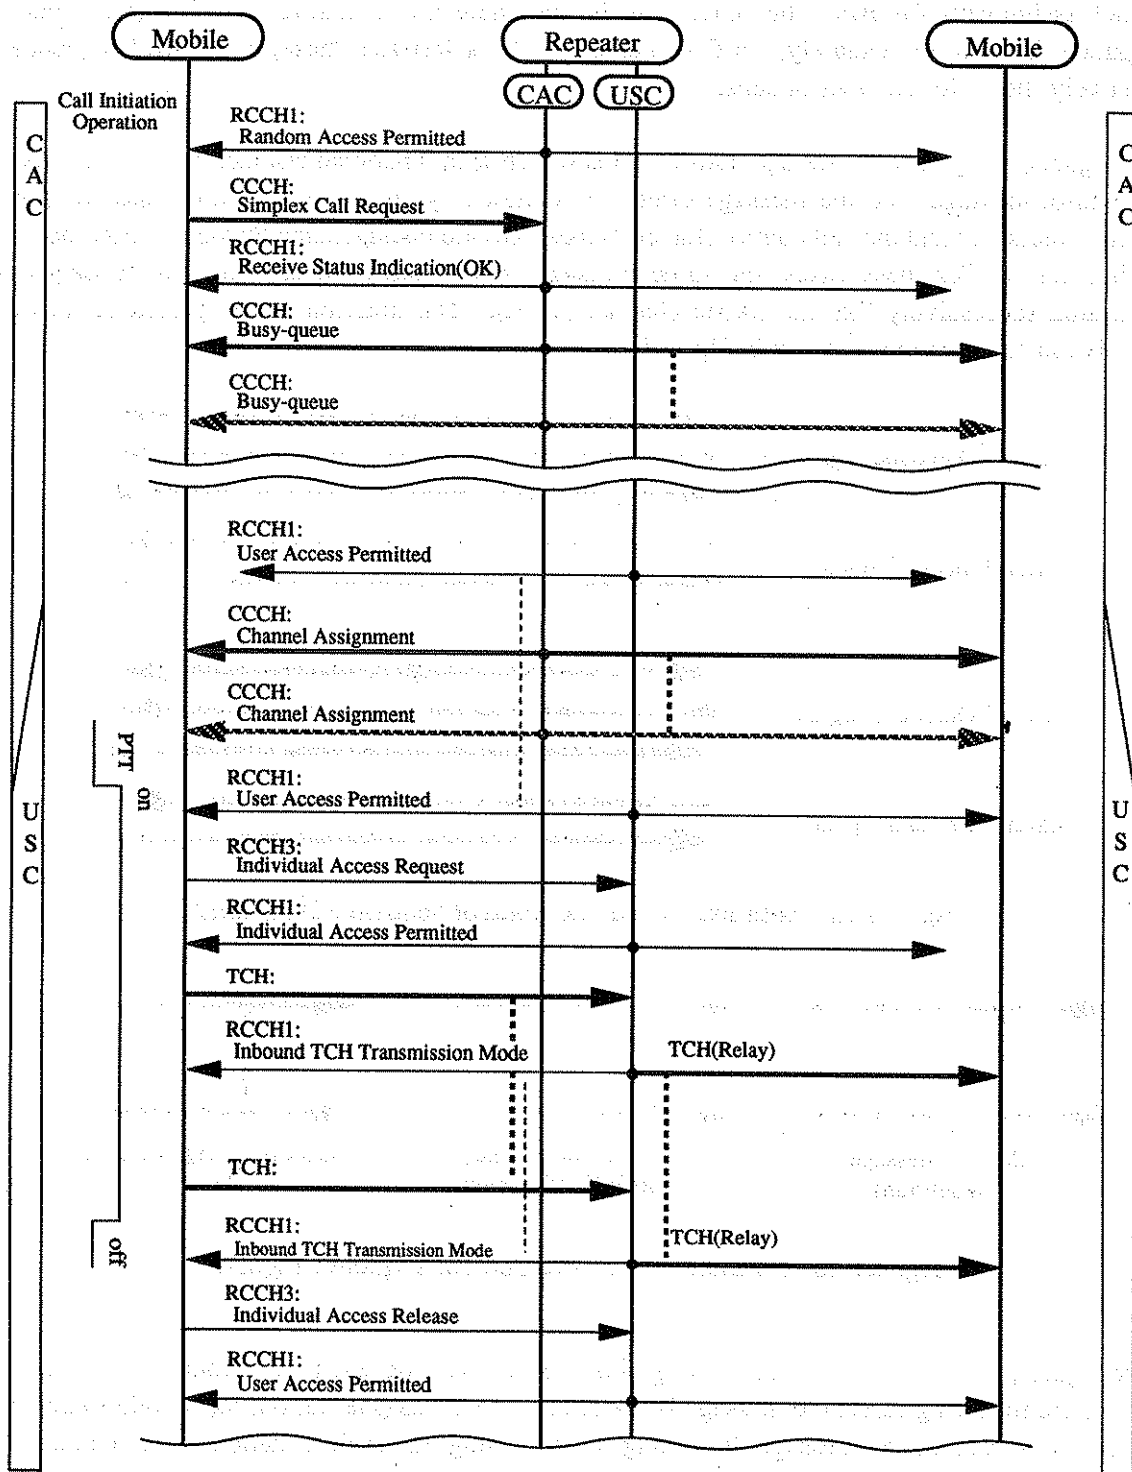 Mobile
Repeater
Mobile
CAC
USC
Call Initiation
Operation
CAC
CAC
RCCH1:
Random Access Permitted
CCCH:
Simplex Call Request
RCCH1:
Receive Status Indication(OK)
CCCH:
Busy-queue
CCCH:
Busy-queue
RCCH1:
User Access Permitted
CCCH:
Channel Assignment
CCCH:
Channel Assignment
PTT
on
RCCH1:
User Access Permitted
USC
USC
RCCH3:
Individual Access Request
RCCH1:
Individual Access Permitted
TCH:
RCCH1:
Inbound TCH Transmission Mode
TCH(Relay)
TCH:
RCCH1:
Inbound TCH Transmission Mode
TCH(Relay)
off
RCCH3:
Individual Access Release
RCCH1:
User Access Permitted